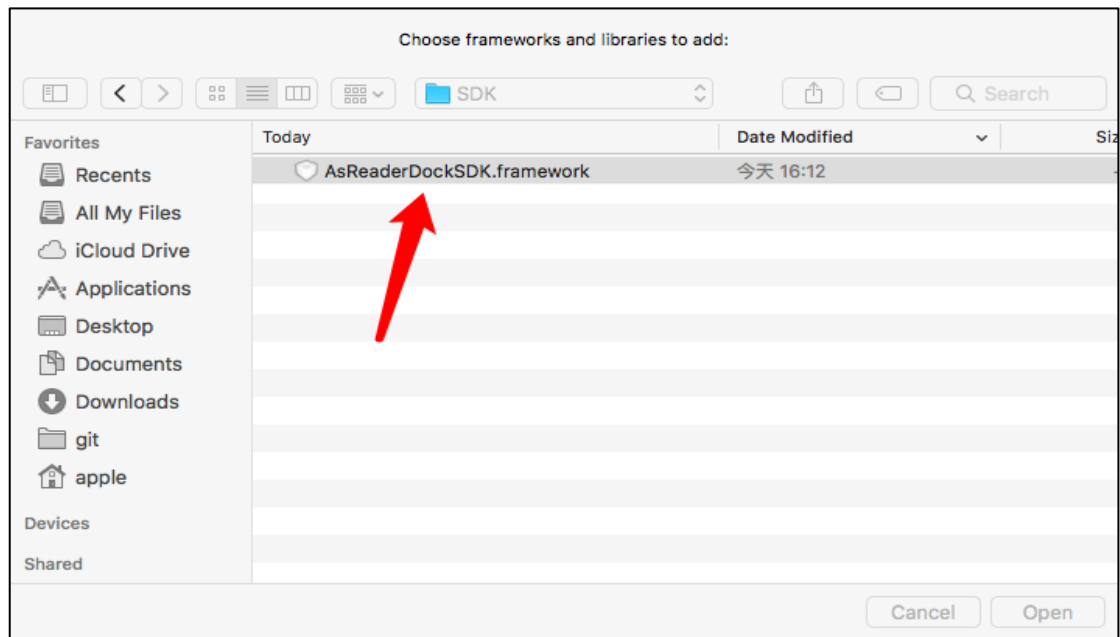 Choose frameworks and libraries to add:
SDK
Search
Favorites
Recents
All My Files
iCloud Drive
Applications
Desktop
Documents
Downloads
git
apple
Devices
Shared
Today Date Modified Siz
AsReaderDockSDK.framework 今天 16:12 -
Cancel Open